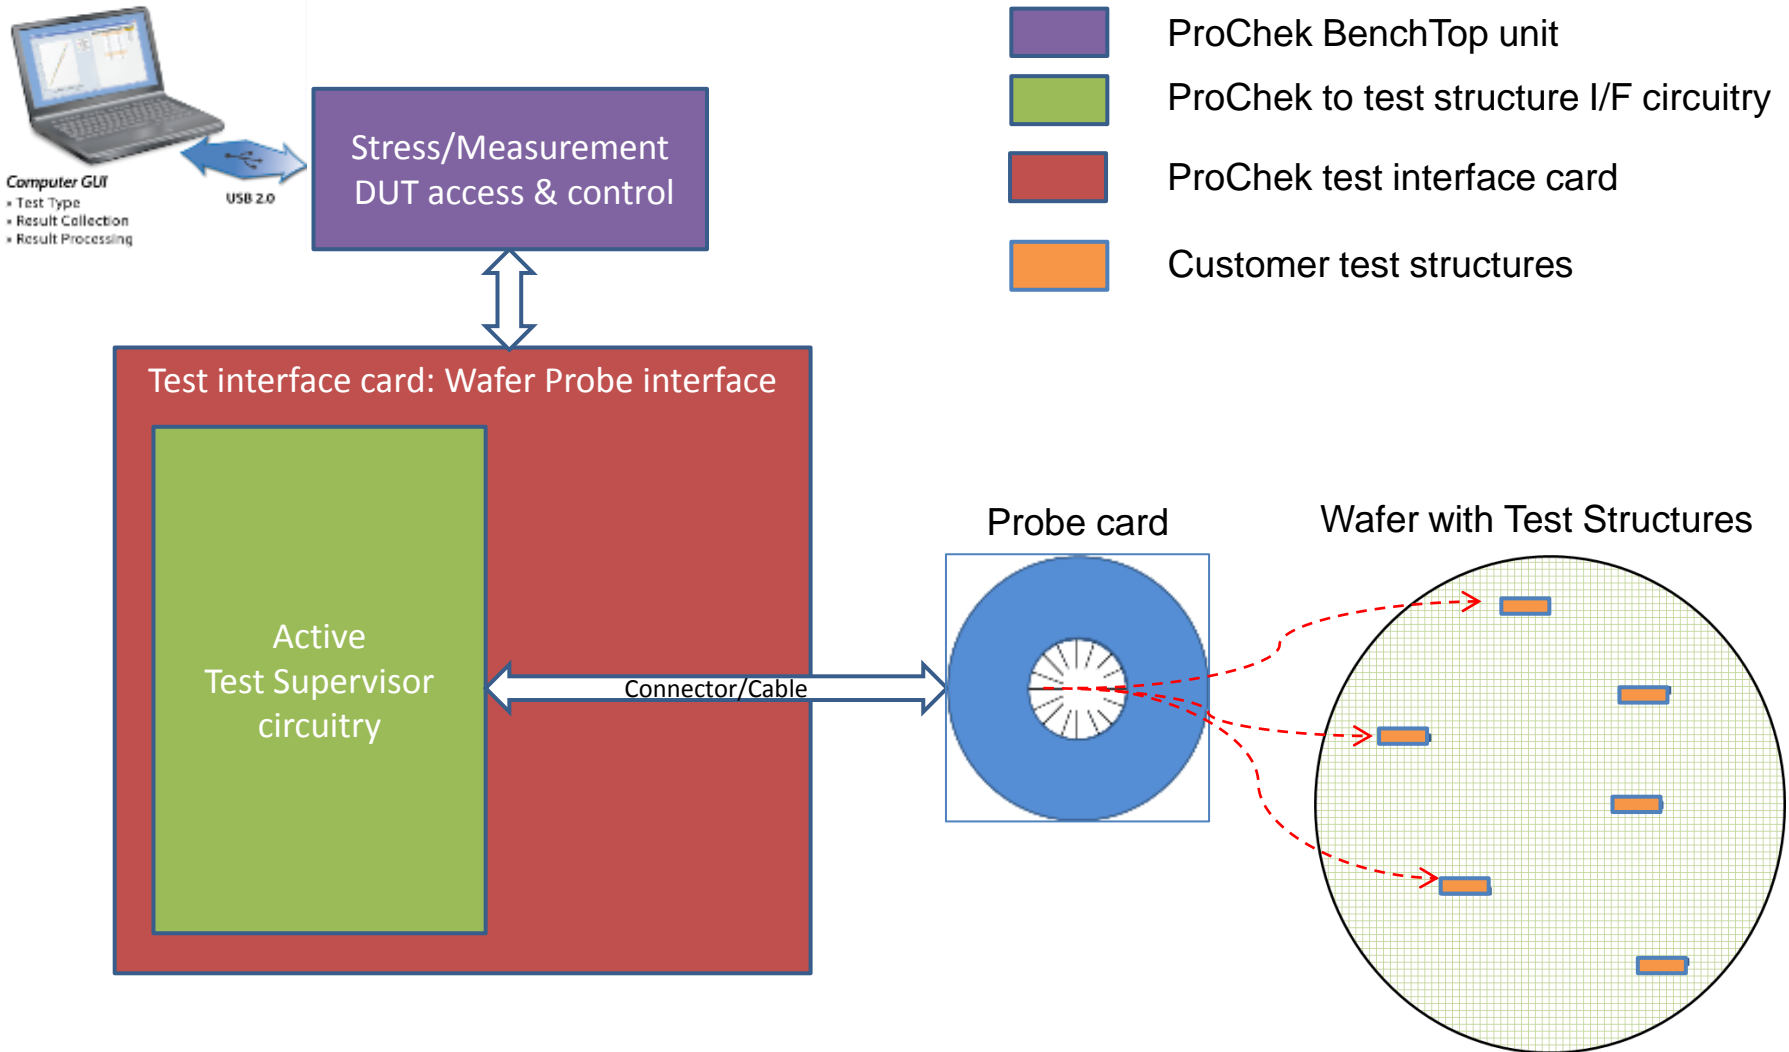 ProChek BenchTop unit
ProChek to test structure I/F circuitry
ProChek test interface card
Customer test structures
Computer GUI
» Test Type
» Result Collection
» Result Processing
USB 2.0
Stress/Measurement
DUT access & control
Test interface card: Wafer Probe interface
Active
Test Supervisor
circuitry
Connector/Cable
Probe card
Wafer with Test Structures